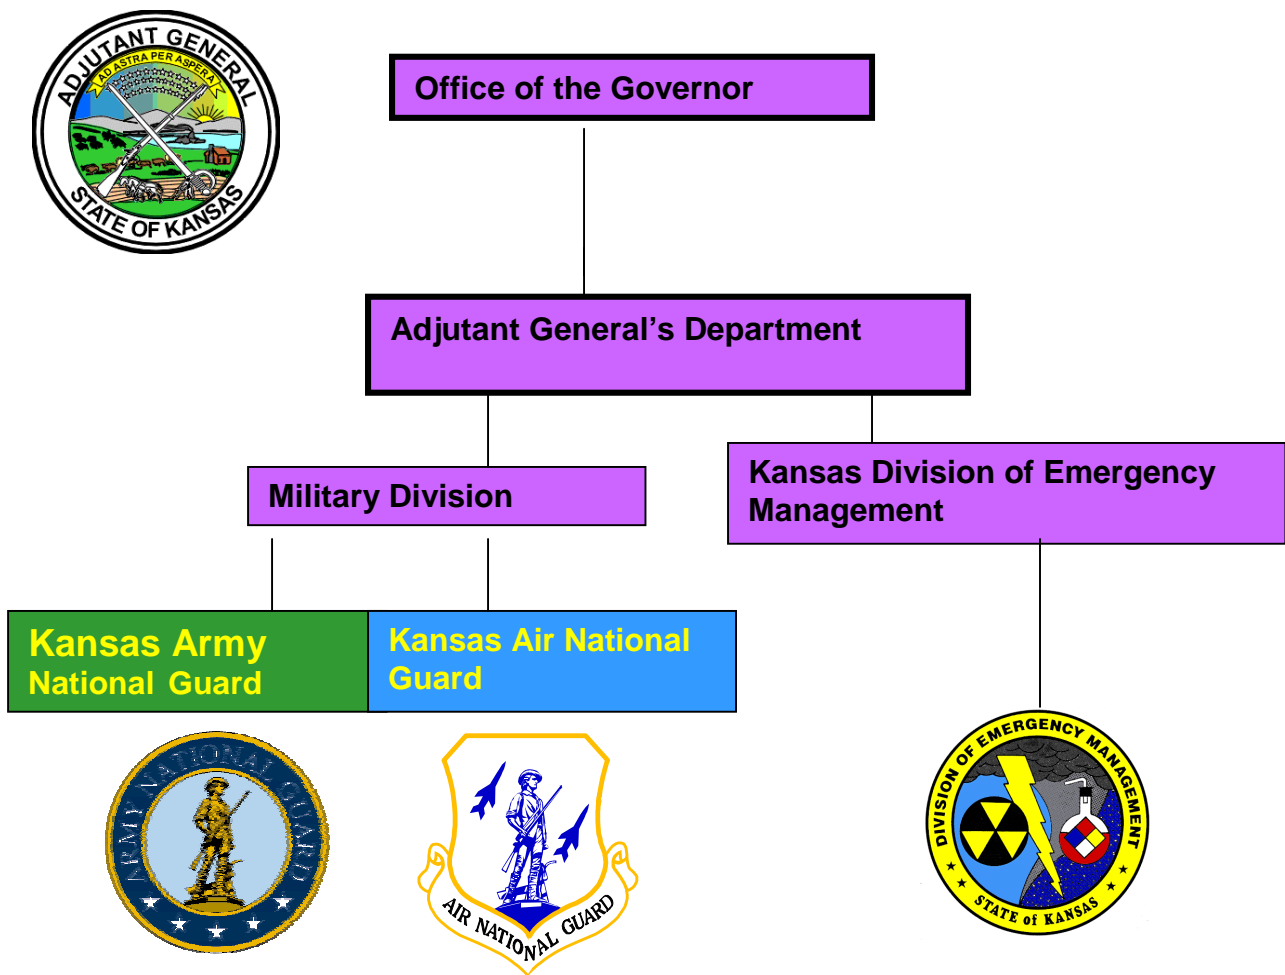 ADJUTANT GENERAL
AD ASTRA PER ASPERA
STATE OF KANSAS
Office of the Governor
Adjutant General’s Department
Military Division
Kansas Division of Emergency
Management
Kansas Army
National Guard
Kansas Air National
Guard
ARMY NATIONAL GUARD
AIR NATIONAL GUARD
DIVISION OF EMERGENCY MANAGEMENT
STATE of KANSAS